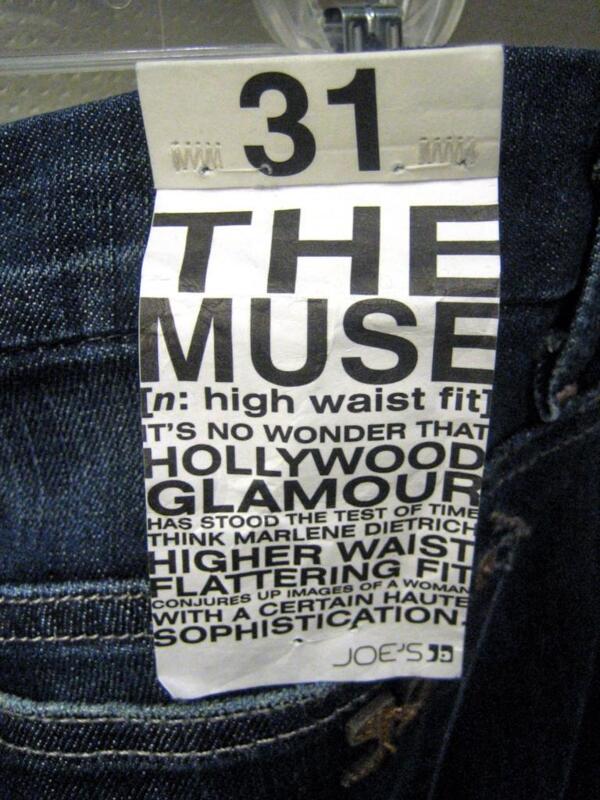 31
THE
MUSE
[n: high waist fit]
IT'S NO WONDER THAT
HOLLYWOOD
GLAMOUR
HAS STOOD THE TEST OF TIME
THINK MARLENE DIETRICH
HIGHER WAIST
FLATTERING FIT
CONJURES UP IMAGES OF A WOMAN
WITH A CERTAIN HAUTE
SOPHISTICATION.
JOE'S